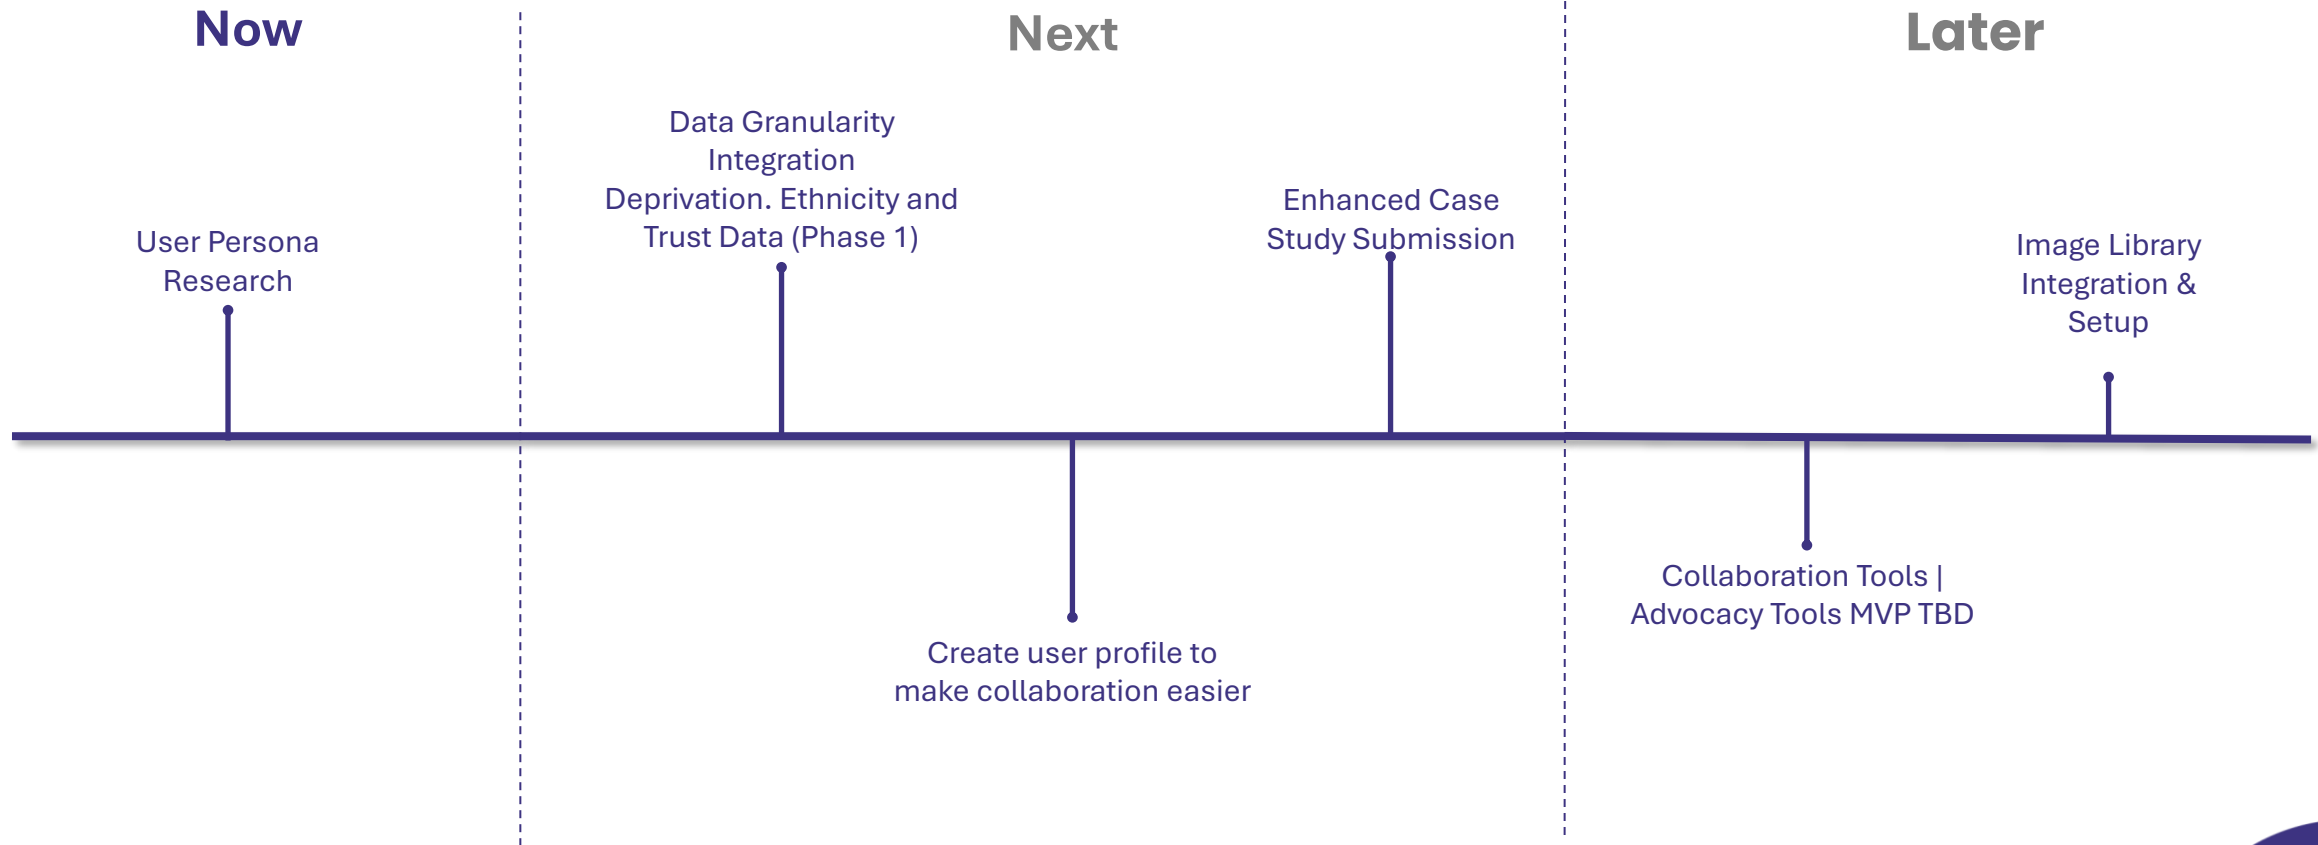 Now
Next
Later
User Persona
Research
Data Granularity
Integration
Deprivation. Ethnicity and
Trust Data (Phase 1)
Create user profile to
make collaboration easier
Enhanced Case
Study Submission
Collaboration Tools |
Advocacy Tools MVP TBD
Image Library
Integration &
Setup